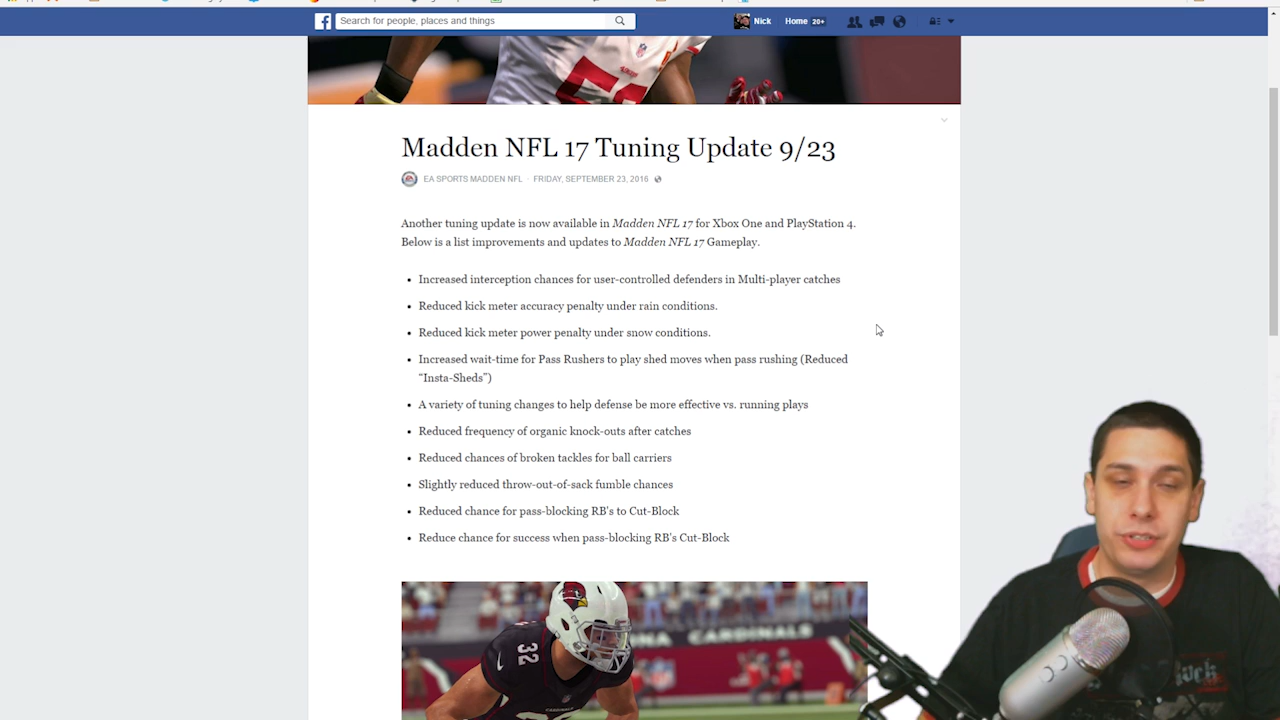 Search for people, places and things
Nick
Home 20+
Madden NFL 17 Tuning Update 9/23
EA SPORTS MADDEN NFL · FRIDAY, SEPTEMBER 23, 2016
Another tuning update is now available in Madden NFL 17 for Xbox One and PlayStation 4.
Below is a list improvements and updates to Madden NFL 17 Gameplay.
• Increased interception chances for user-controlled defenders in Multi-player catches
• Reduced kick meter accuracy penalty under rain conditions.
• Reduced kick meter power penalty under snow conditions.
• Increased wait-time for Pass Rushers to play shed moves when pass rushing (Reduced
“Insta-Sheds”)
• A variety of tuning changes to help defense be more effective vs. running plays
• Reduced frequency of organic knock-outs after catches
• Reduced chances of broken tackles for ball carriers
• Slightly reduced throw-out-of-sack fumble chances
• Reduced chance for pass-blocking RB's to Cut-Block
• Reduce chance for success when pass-blocking RB's Cut-Block
CARDINALS
32